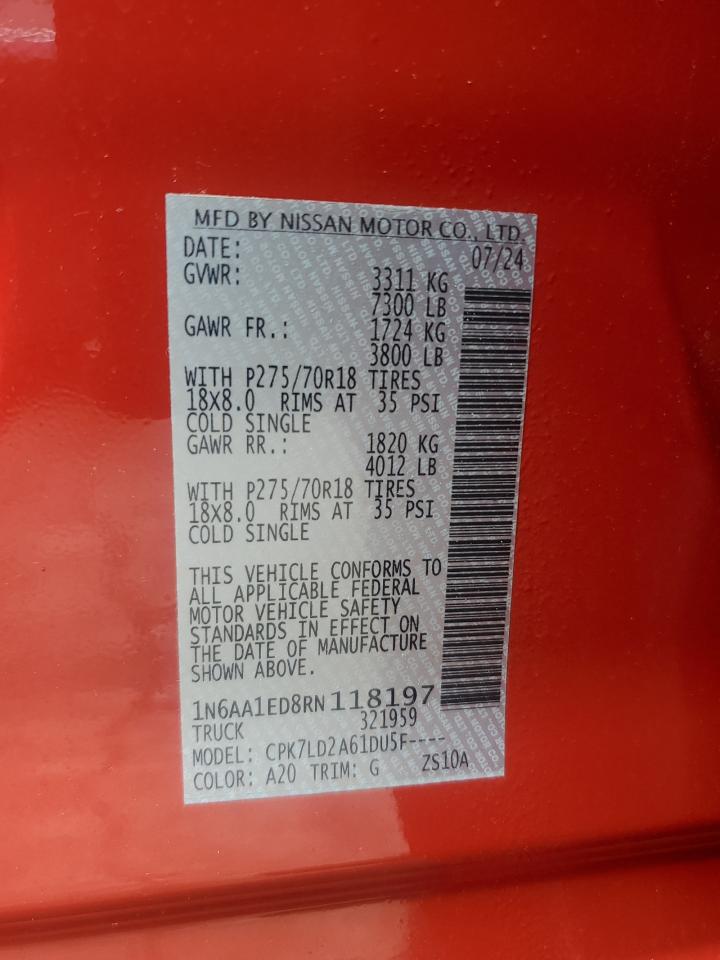 MFD BY NISSAN MOTOR CO., LTD.
DATE: 07/24
GVWR: 3311 KG
7300 LB
GAWR FR.: 1724 KG
3800 LB
WITH P275/70R18 TIRES
18X8.0 RIMS AT 35 PSI
COLD SINGLE
GAWR RR.: 1820 KG
4012 LB
WITH P275/70R18 TIRES
18X8.0 RIMS AT 35 PSI
COLD SINGLE
THIS VEHICLE CONFORMS TO
ALL APPLICABLE FEDERAL
MOTOR VEHICLE SAFETY
STANDARDS IN EFFECT ON
THE DATE OF MANUFACTURE
SHOWN ABOVE.
1N6AA1ED8RN118197
TRUCK 321959
MODEL: CPK7LD2A61DU5F----
COLOR: A20 TRIM: G ZS10A